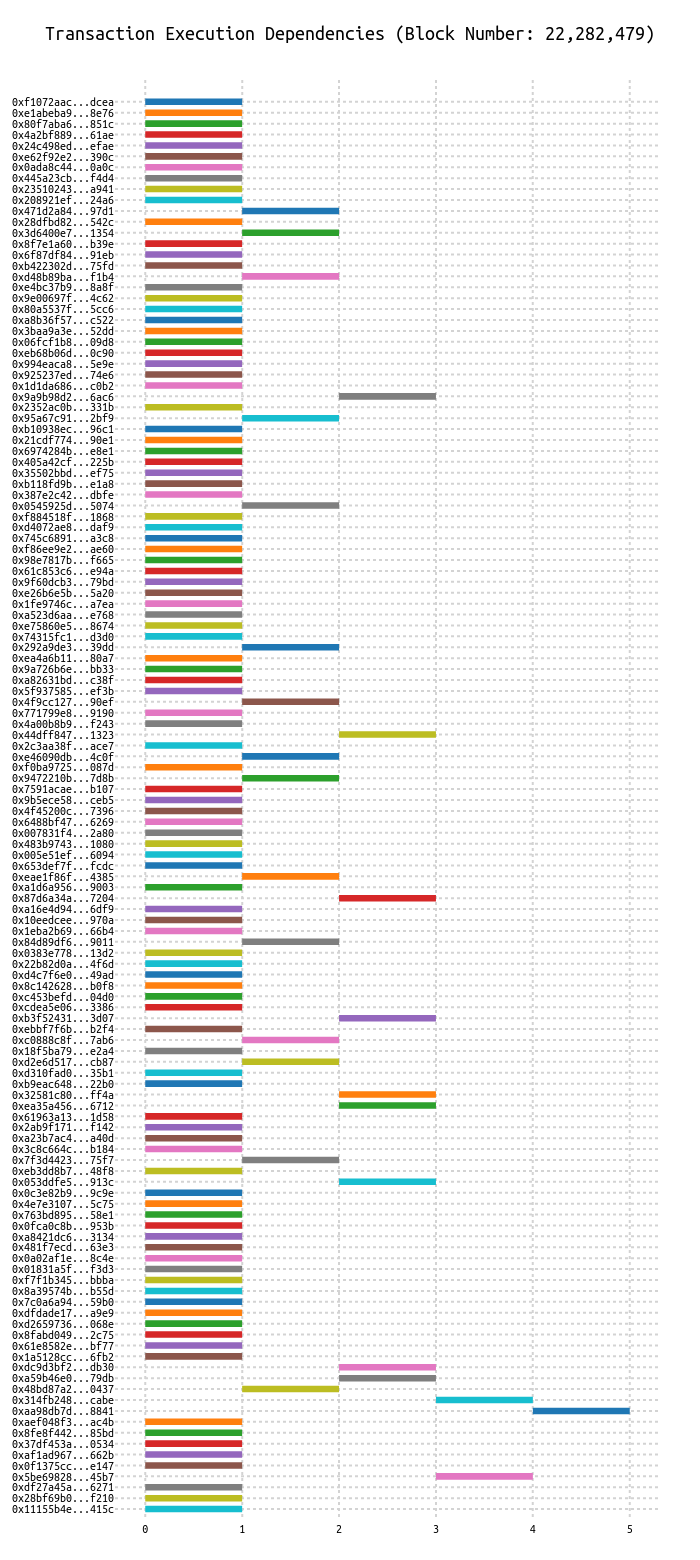 Transaction Execution Dependencies (Block Number: 22,282,479)
0xf1072aac...dcea
0xe1abeba9...8e76
0x80f7aba6...851c
0x4a2bf889...61ae
0x24c498ed...efae
0xe62f92e2...390c
0x0ada8c44...0a0c
0x445a23cb...f4d4
0x23510243...a941
0x208921ef...24a6
0x471d2a84...97d1
0x28dfbd82...542c
0x3d6400e7...1354
0x8f7e1a60...b39e
0x6f87df84...91eb
0xb422302d...75fd
0xd48b89ba...f1b4
0xe4bc37b9...8a8f
0x9e00697f...4c62
0x80a5537f...5cc6
0xa8b36f57...c522
0x3baa9a3e...52dd
0x06fcf1b8...09d8
0xeb68b06d...0c90
0x994eaca8...5e9e
0x925237ed...74e6
0x1d1da686...c0b2
0x9a9b98d2...6ac6
0x2352ac0b...331b
0x95a67c91...2bf9
0xb10938ec...96c1
0x21cdf774...90e1
0x6974284b...e8e1
0x405a42cf...225b
0x35502bbd...ef75
0xb118fd9b...e1a8
0x387e2c42...dbfe
0x0545925d...5074
0xf884518f...1868
0xd4072ae8...daf9
0x745c6891...a3c8
0xf86ee9e2...ae60
0x98e7817b...f665
0x61c853c6...e94a
0x9f60dcb3...79bd
0xe26b6e5b...5a20
0x1fe9746c...a7ea
0xa523d6aa...e768
0xe75860e5...8674
0x74315fc1...d3d0
0x292a9de3...39dd
0xea4a6b11...80a7
0x9a726b6e...bb33
0xa82631bd...c38f
0x5f937585...ef3b
0x4f9cc127...90ef
0x771799e8...9190
0x4a00b8b9...f243
0x44dff847...1323
0x2c3aa38f...ace7
0xe46090db...4c0f
0xf0ba9725...087d
0x9472210b...7d8b
0x7591acae...b107
0x9b5ece58...ceb5
0x4f45200c...7396
0x6488bf47...6269
0x007831f4...2a80
0x483b9743...1080
0x005e51ef...6094
0x653def7f...fcdc
0xeae1f86f...4385
0xa1d6a956...9003
0x87d6a34a...7204
0xa16e4d94...6df9
0x10eedcee...970a
0x1eba2b69...66b4
0x84d89df6...9011
0x0383e778...13d2
0x22b82d0a...4f6d
0xd4c7f6e0...49ad
0x8c142628...b0f8
0xc453befd...04d0
0xcdea5e06...3386
0xb3f52431...3d07
0xebbf7f6b...b2f4
0xc0888c8f...7ab6
0x18f5ba79...e2a4
0xd2e6d517...cb87
0xd310fad0...35b1
0xb9eac648...22b0
0x32581c80...ff4a
0xea35a456...6712
0x61963a13...1d58
0x2ab9f171...f142
0xa23b7ac4...a40d
0x3c8c664c...b184
0x7f3d4423...75f7
0xeb3dd8b7...48f8
0x053ddfe5...913c
0x0c3e82b9...9c9e
0x4e7e3107...5c75
0x763bd895...58e1
0x0fca0c8b...953b
0xa8421dc6...3134
0x481f7ecd...63e3
0x0a02af1e...8c4e
0x01831a5f...f3d3
0xf7f1b345...bbba
0x8a39574b...b55d
0x7c0a6a94...59b0
0xdfdade17...a9e9
0xd2659736...068e
0x8fabd049...2c75
0x61e8582e...bf77
0x1a5128cc...6fb2
0xdc9d3bf2...db30
0xa59b46e0...79db
0x48bd87a2...0437
0x314fb248...cabe
0xaa98db7d...8841
0xaef048f3...ac4b
0x8fe8f442...85bd
0x37df453a...0534
0xaf1ad967...662b
0x0f1375cc...e147
0x5be69828...45b7
0xdf27a45a...6271
0x28bf69b0...f210
0x11155b4e...415c
0 1 2 3 4 5